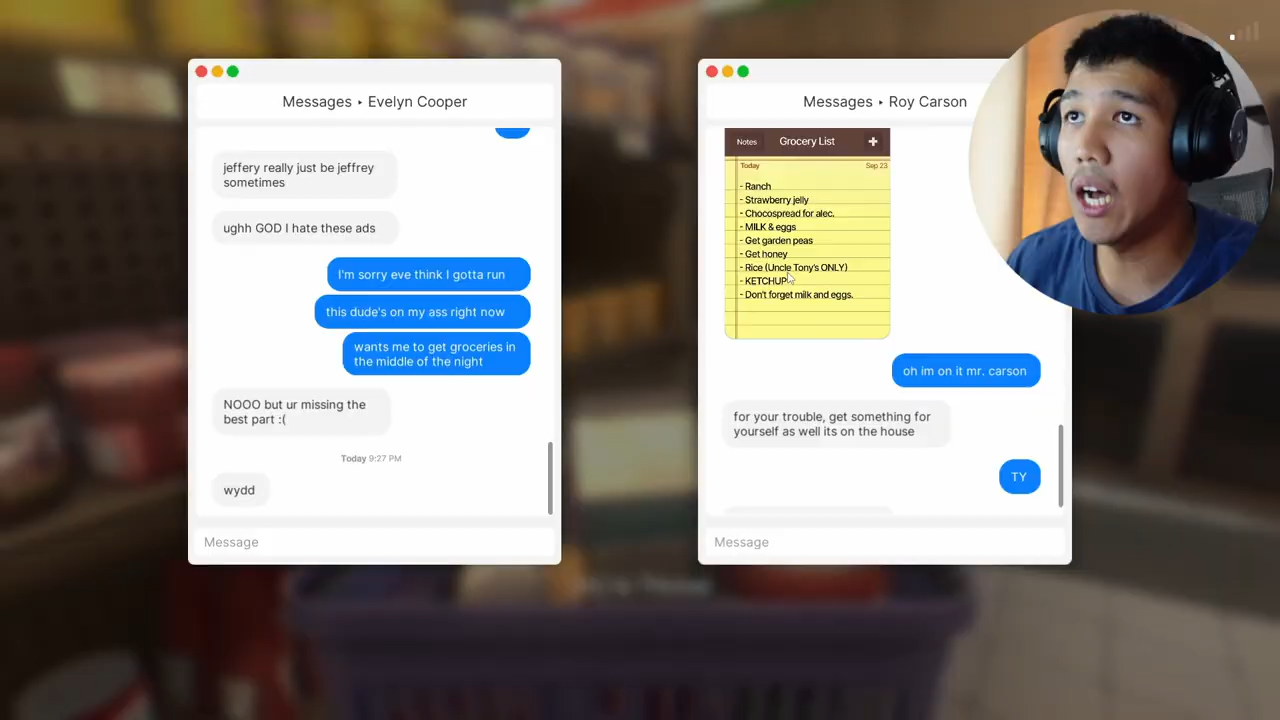 Messages ▸ Evelyn Cooper
jeffery really just be jeffrey
sometimes
ughh GOD I hate these ads
I'm sorry eve think I gotta run
this dude's on my ass right now
wants me to get groceries in
the middle of the night
NOOO but ur missing the
best part :(
Today 9:27 PM
wydd
Message
Messages ▸ Roy Carson
Notes Grocery List +
Today Sep 23
- Ranch
- Strawberry jelly
- Chocospread for alec.
- MILK & eggs
- Get garden peas
- Get honey
- Rice (Uncle Tony's ONLY)
- KETCHUP
- Don't forget milk and eggs.
oh im on it mr. carson
for your trouble, get something for
yourself as well its on the house
TY
Message